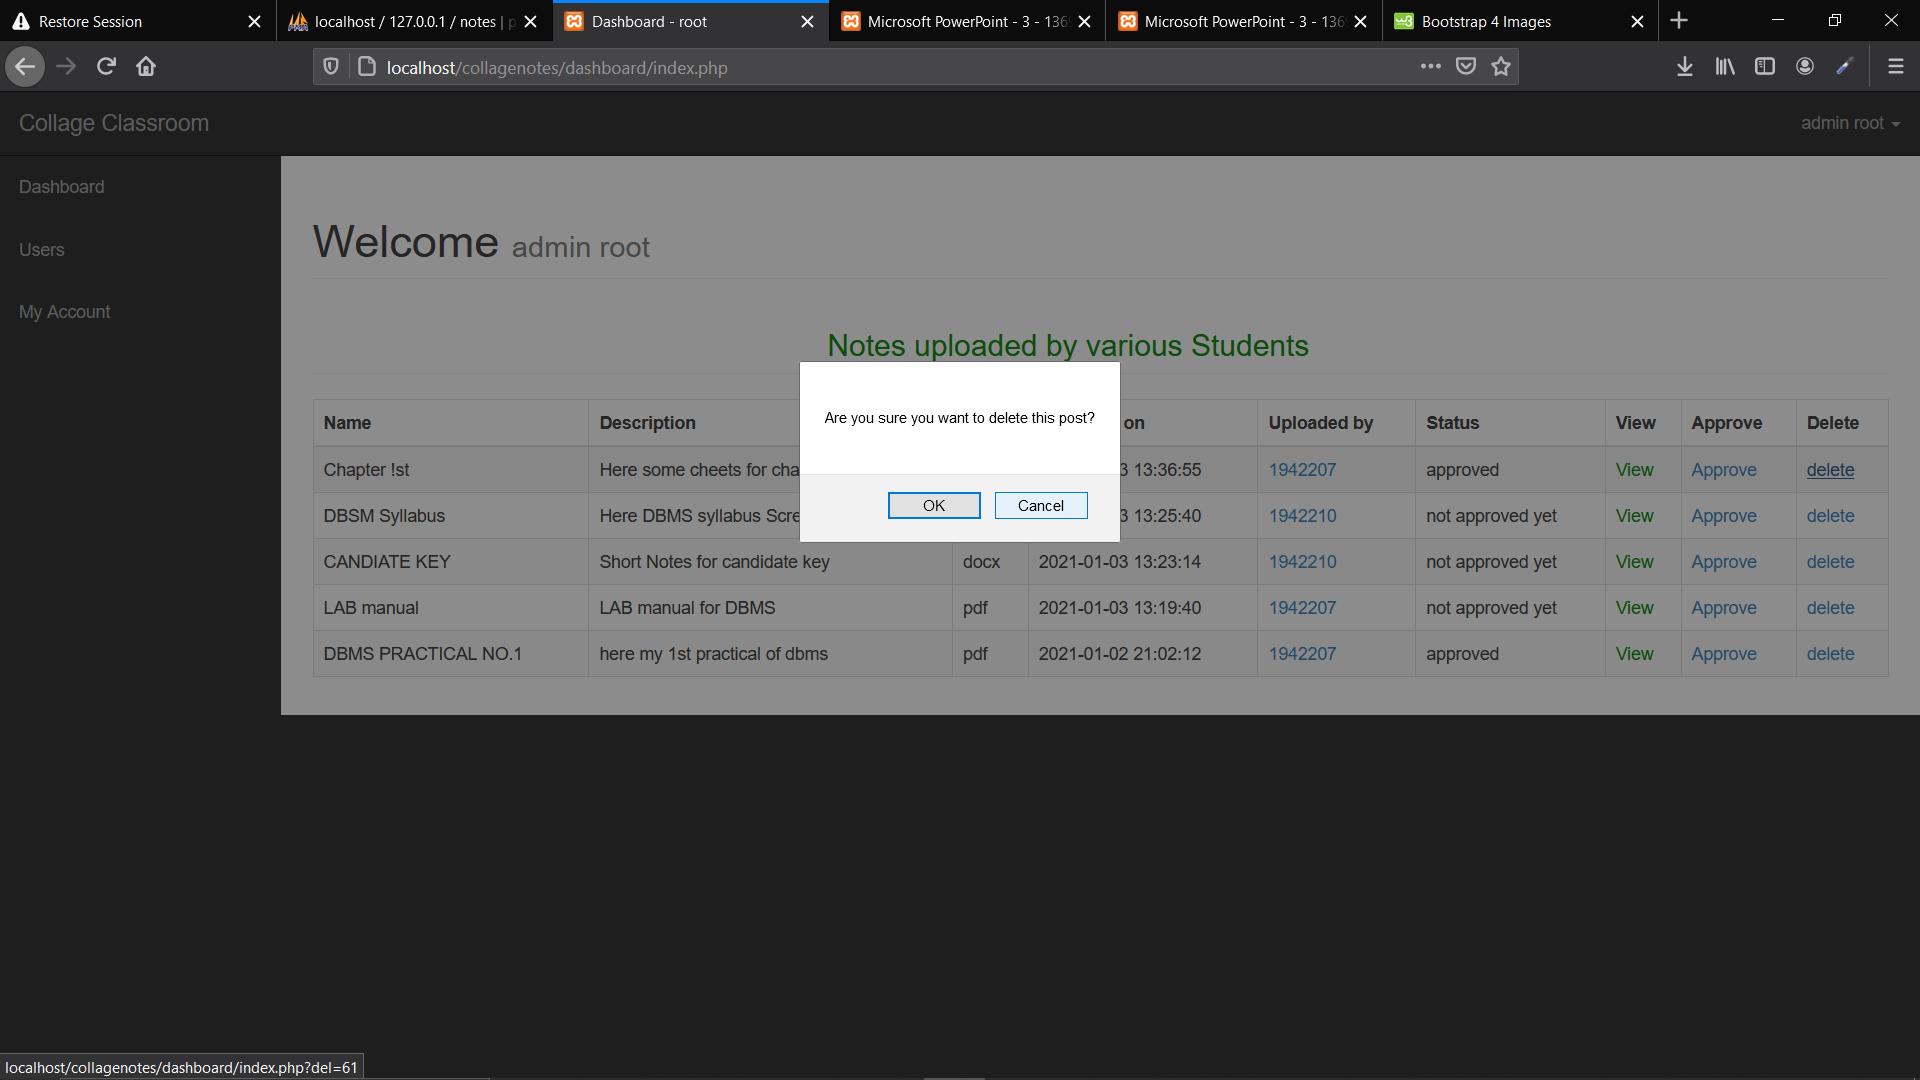 Restore Session
localhost / 127.0.0.1 / notes | p
Dashboard - root
Microsoft PowerPoint - 3 - 136
Microsoft PowerPoint - 3 - 136
Bootstrap 4 Images
localhost/collagenotes/dashboard/index.php
Collage Classroom
admin root
Dashboard
Users
My Account
Welcome admin root
Notes uploaded by various Students
Are you sure you want to delete this post?
OK Cancel
Name Description on Uploaded by Status View Approve Delete
Chapter !st Here some cheets for cha 3 13:36:55 1942207 approved View Approve delete
DBSM Syllabus Here DBMS syllabus Scre 3 13:25:40 1942210 not approved yet View Approve delete
CANDIATE KEY Short Notes for candidate key docx 2021-01-03 13:23:14 1942210 not approved yet View Approve delete
LAB manual LAB manual for DBMS pdf 2021-01-03 13:19:40 1942207 not approved yet View Approve delete
DBMS PRACTICAL NO.1 here my 1st practical of dbms pdf 2021-01-02 21:02:12 1942207 approved View Approve delete
localhost/collagenotes/dashboard/index.php?del=61